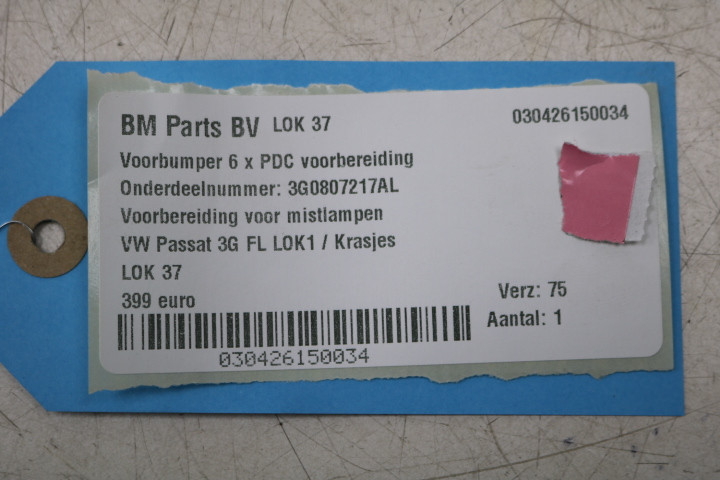 BM Parts BV LOK 37
030426150034
Voorbumper 6 x PDC voorbereiding
Onderdeelnummer: 3G0807217AL
Voorbereiding voor mistlampen
VW Passat 3G FL LOK1 / Krasjes
LOK 37
399 euro
Verz: 75
Aantal: 1
030426150034